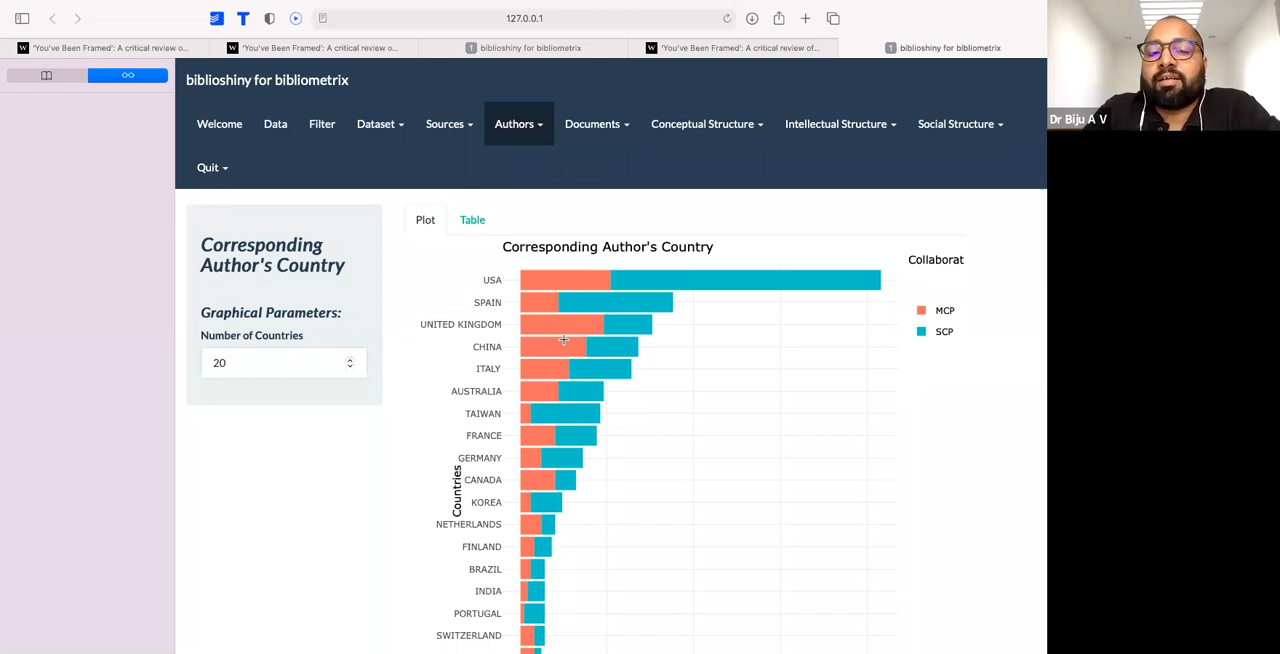 127.0.0.1
'You've Been Framed': A critical review o...
'You've Been Framed': A critical review o...
1 biblioshiny for bibliometrix
'You've Been Framed': A critical review of...
1 biblioshiny for bibliometrix
biblioshiny for bibliometrix
Welcome Data Filter Dataset Sources Authors Documents Conceptual Structure Intellectual Structure Social Structure
Quit
Dr Biju A V
Corresponding
Author's Country
Graphical Parameters:
Number of Countries
20
Plot Table
Corresponding Author's Country
Collaborat
MCP
SCP
Countries
USA
SPAIN
UNITED KINGDOM
CHINA
ITALY
AUSTRALIA
TAIWAN
FRANCE
GERMANY
CANADA
KOREA
NETHERLANDS
FINLAND
BRAZIL
INDIA
PORTUGAL
SWITZERLAND